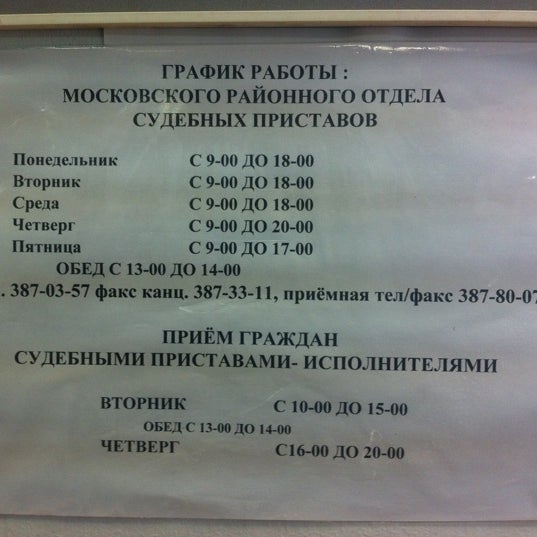 ГРАФИК РАБОТЫ :
МОСКОВСКОГО РАЙОННОГО ОТДЕЛА
СУДЕБНЫХ ПРИСТАВОВ
Понедельник С 9-00 ДО 18-00
Вторник С 9-00 ДО 18-00
Среда С 9-00 ДО 18-00
Четверг С 9-00 ДО 20-00
Пятница С 9-00 ДО 17-00
ОБЕД С 13-00 ДО 14-00
. 387-03-57 факс канц. 387-33-11, приёмная тел/факс 387-80-07
ПРИЁМ ГРАЖДАН
СУДЕБНЫМИ ПРИСТАВАМИ- ИСПОЛНИТЕЛЯМИ
ВТОРНИК С 10-00 ДО 15-00
ОБЕД С 13-00 ДО 14-00
ЧЕТВЕРГ С16-00 ДО 20-00